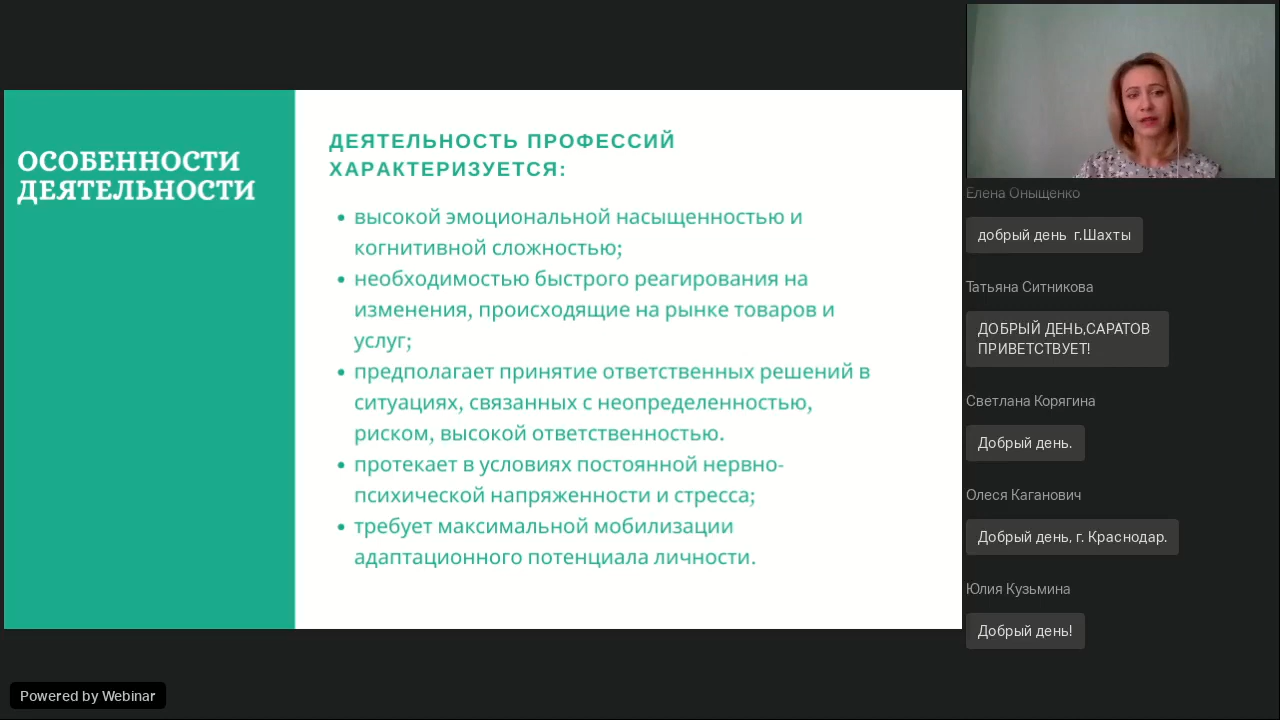 ОСОБЕННОСТИ
ДЕЯТЕЛЬНОСТИ
ДЕЯТЕЛЬНОСТЬ ПРОФЕССИЙ
ХАРАКТЕРИЗУЕТСЯ:
• высокой эмоциональной насыщенностью и
когнитивной сложностью;
• необходимостью быстрого реагирования на
изменения, происходящие на рынке товаров и
услуг;
• предполагает принятие ответственных решений в
ситуациях, связанных с неопределенностью,
риском, высокой ответственностью.
• протекает в условиях постоянной нервно-
психической напряженности и стресса;
• требует максимальной мобилизации
адаптационного потенциала личности.
Елена Онищенко
добрый день г.Шахты
Татьяна Ситникова
ДОБРЫЙ ДЕНЬ,САРАТОВ
ПРИВЕТСТВУЕТ!
Светлана Корягина
Добрый день.
Олеся Каганович
Добрый день, г. Краснодар.
Юлия Кузьмина
Добрый день!
Powered by Webinar